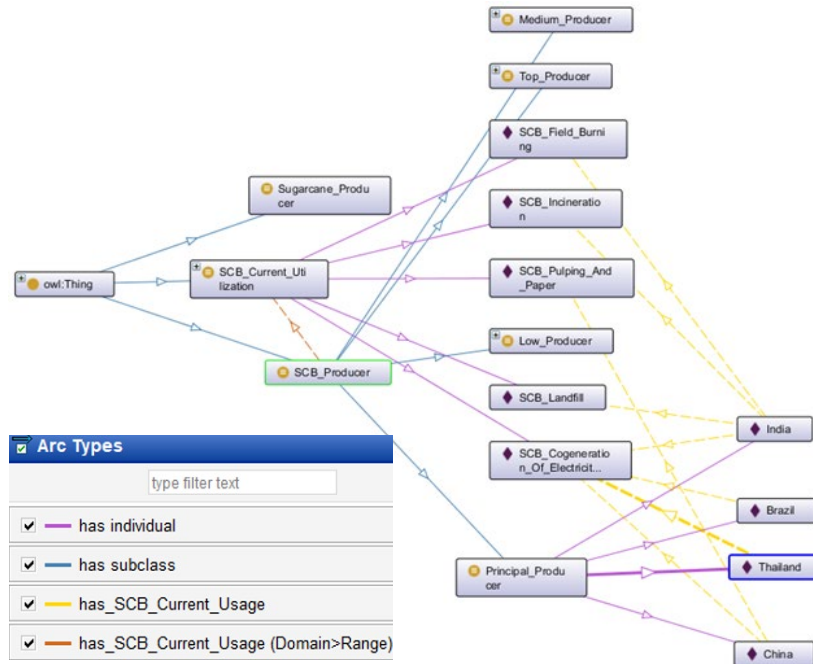 Medium_Producer
Top_Producer
SCB_Field_Burni
ng
Sugarcane_Produ
cer
SCB_Incineratio
n
owl:Thing
SCB_Current_Uti
lization
SCB_Pulping_And
_Paper
Low_Producer
SCB_Producer
SCB_Landfill
India
SCB_Cogeneratio
n_Of_Electricit...
Brazil
Principal_Produ
cer
Thailand
China
Arc Types
type filter text
has individual
has subclass
has_SCB_Current_Usage
has_SCB_Current_Usage (Domain>Range)